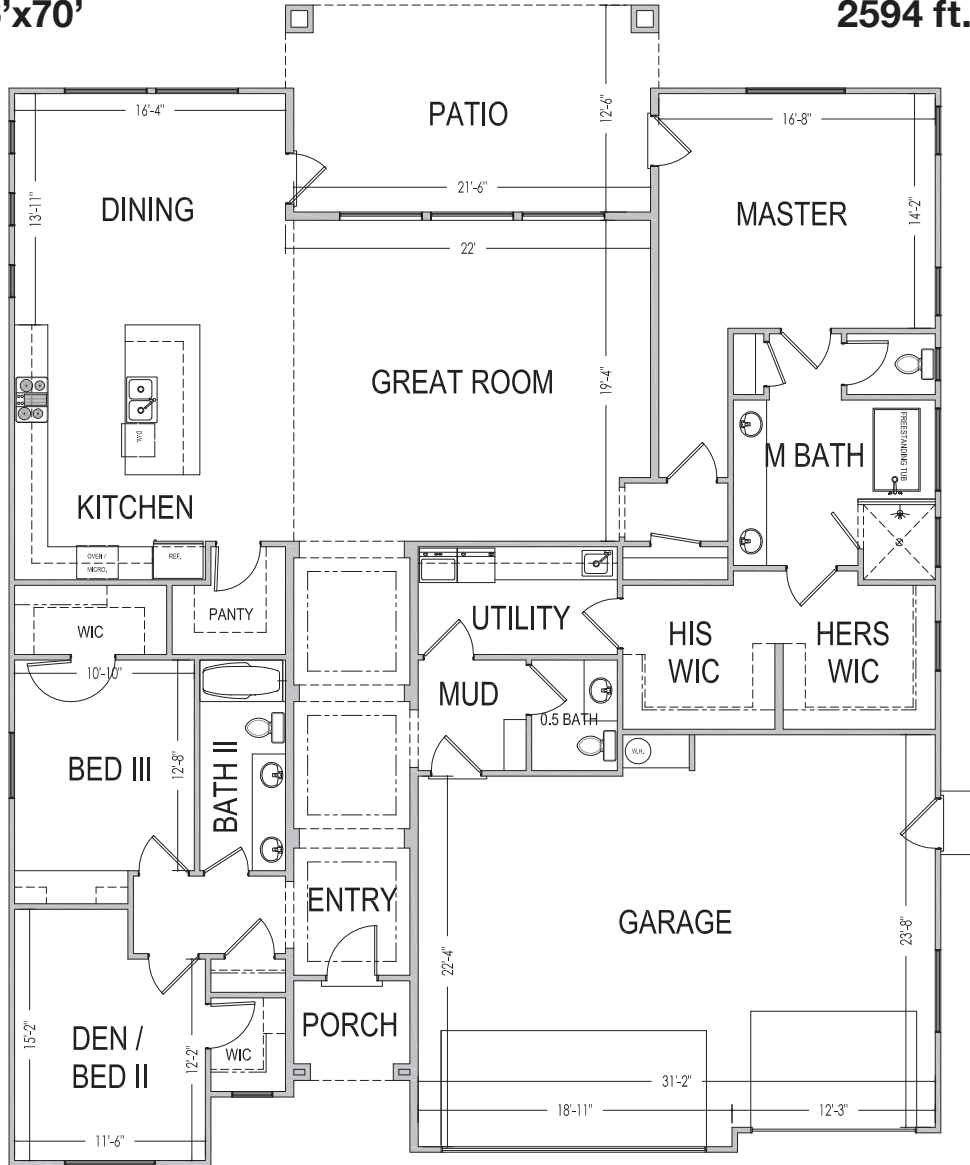 'x70'
2594 ft.
16'-4"
PATIO
12'-6"
16'-8"
DINING
13'-11"
21'-6"
MASTER
14'-2"
22'
GREAT ROOM
19'-4"
D.W.
FREESTANDING TUB
M BATH
KITCHEN
OVEN /
MICRO.
REF.
PANTY
WIC
UTILITY
HIS
WIC
HERS
WIC
10'-10"
MUD
0.5 BATH
BED III
12'-8"
BATH II
W.H.
ENTRY
GARAGE
22'-4"
23'-8"
PORCH
DEN /
BED II
15'-2"
12'-2"
WIC
31'-2"
18'-11"
12'-3"
11'-6"